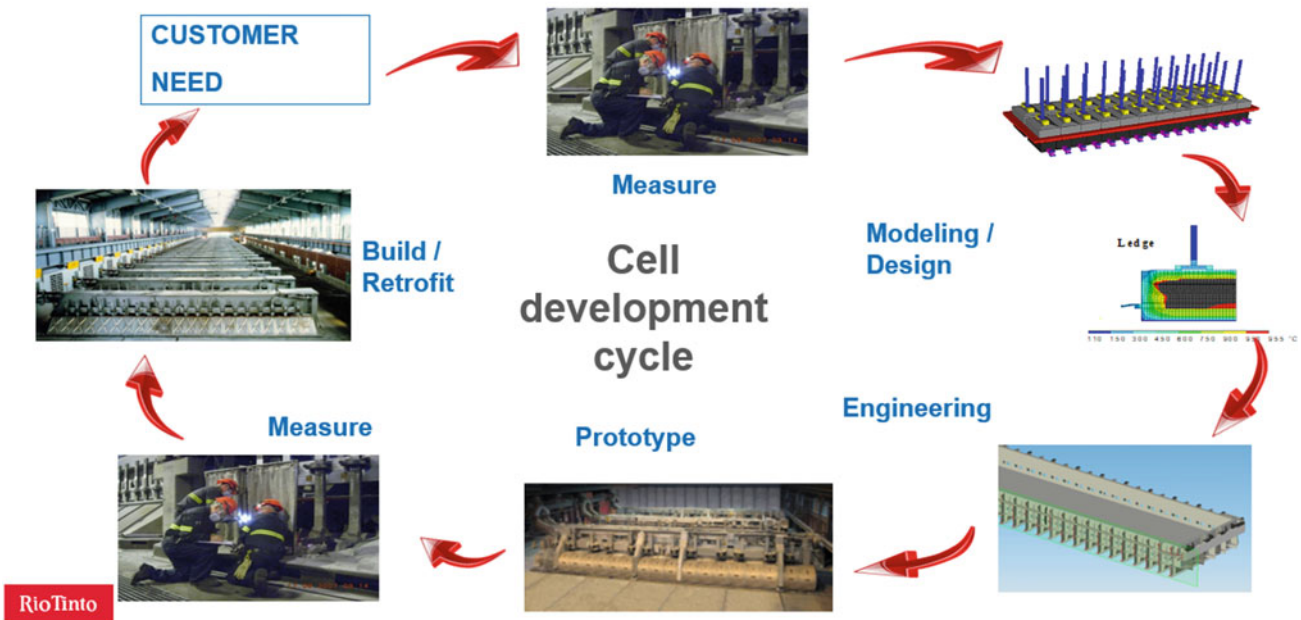 CUSTOMER
NEED
Measure
Modeling /
Design
Ledge
Build /
Retrofit
Cell
development
cycle
Engineering
Measure
Prototype
RioTinto